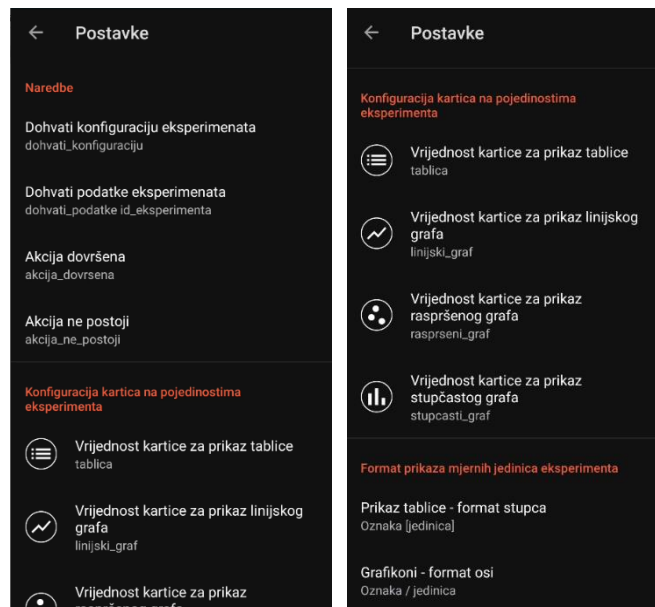 Postavke
Naredbe
Dohvati konfiguraciju eksperimenata
dohvati_konfiguraciju
Dohvati podatke eksperimenata
dohvati_podatke id_eksperimenta
Akcija dovršena
akcija_dovrsena
Akcija ne postoji
akcija_ne_postoji
Konfiguracija kartica na pojedinostima
eksperimenta
Vrijednost kartice za prikaz tablice
tablica
Vrijednost kartice za prikaz linijskog
grafa
linijski_graf
Vrijednost kartice za prikaz
Postavke
Konfiguracija kartica na pojedinostima
eksperimenta
Vrijednost kartice za prikaz tablice
tablica
Vrijednost kartice za prikaz linijskog
grafa
linijski_graf
Vrijednost kartice za prikaz
raspršenog grafa
rasprseni_graf
Vrijednost kartice za prikaz
stupčastog grafa
stupcasti_graf
Format prikaza mjernih jedinica eksperimenta
Prikaz tablice - format stupca
Oznaka [jedinica]
Grafikoni - format osi
Oznaka / jedinica